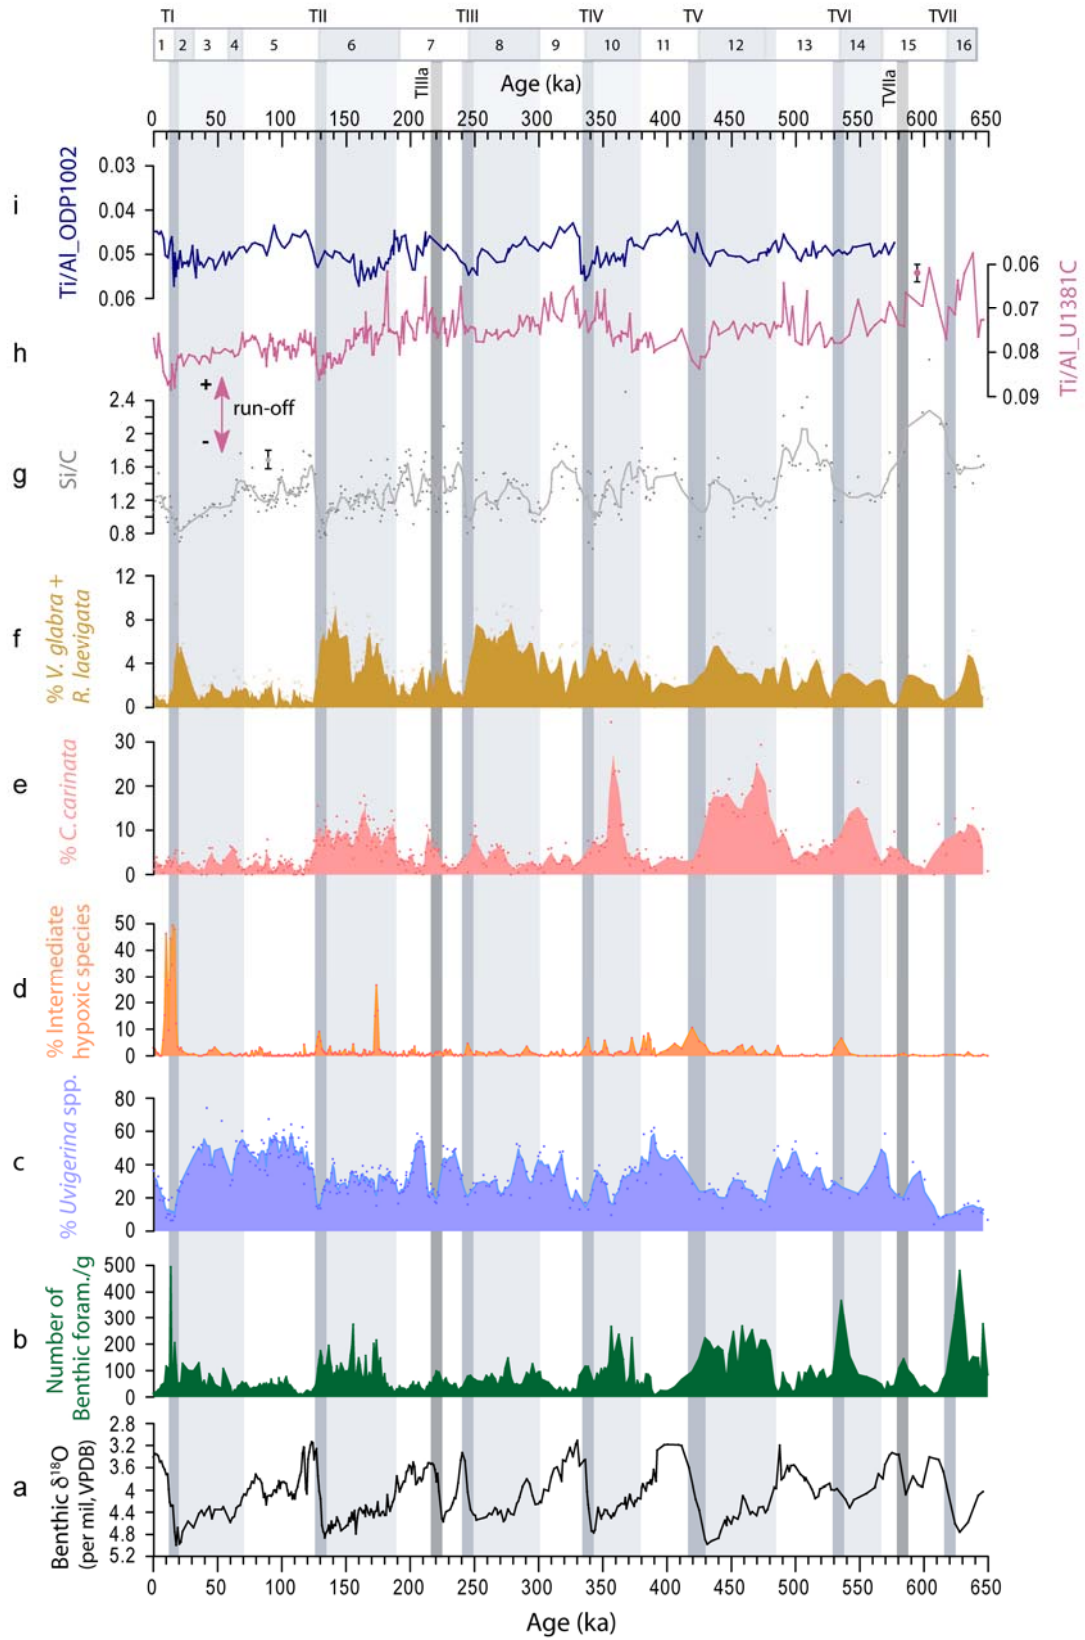 TI TII TIII TIV TV TVI TVII
1 2 3 4 5 6 7 8 9 10 11 12 13 14 15 16
TIIIa Age (ka) TVIIa
0 50 100 150 200 250 300 350 400 450 500 550 600 650
i
Ti/Al_ODP1002
0.03
0.04
0.05
0.06
h
0.06
0.07
0.08
0.09
Ti/Al_U1381C
+
run-off
-
g
Si/C
2.4
2
1.6
1.2
0.8
f
% V. glabra +
R. laevigata
12
8
4
0
e
% C. carinata
30
20
10
0
d
% Intermediate
hypoxic species
50
40
30
20
10
0
c
% Uvigerina spp.
80
60
40
20
0
b
Number of
Benthic foram./g
500
400
300
200
100
0
a
Benthic δ¹⁸O
(per mil,VPDB)
2.8
3.2
3.6
4
4.4
4.8
5.2
0 50 100 150 200 250 300 350 400 450 500 550 600 650
Age (ka)